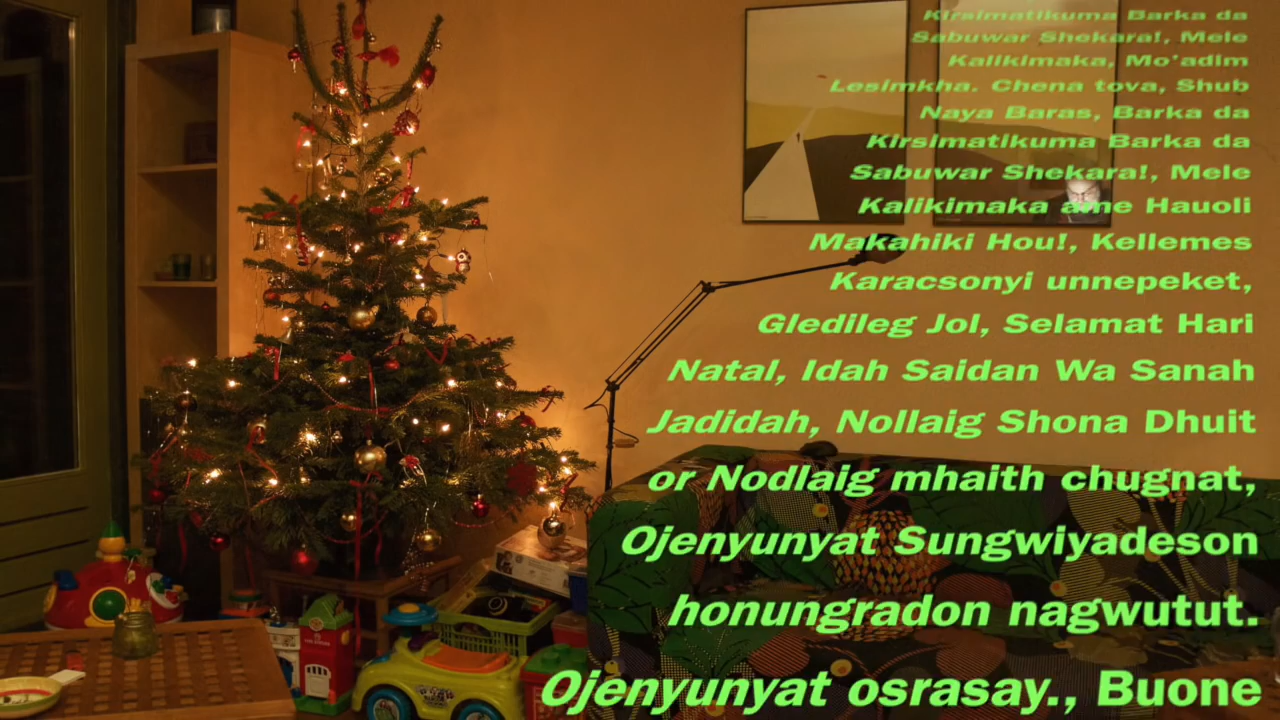 Kirsimatikuma Barka da
Sabuwar Shekara!, Mele
Kalikimaka, Mo'adim
Lesimkha. Chena tova, Shub
Naya Baras, Barka da
Kirsimatikuma Barka da
Sabuwar Shekara!, Mele
Kalikimaka ame Hauoli
Makahiki Hou!, Kellemes
Karacsonyi unnepeket,
Gledileg Jol, Selamat Hari
Natal, Idah Saidan Wa Sanah
Jadidah, Nollaig Shona Dhuit
or Nodlaig mhaith chugnat,
Ojenyunyat Sungwiyadeson
honungradon nagwutut.
Ojenyunyat osrasay., Buone